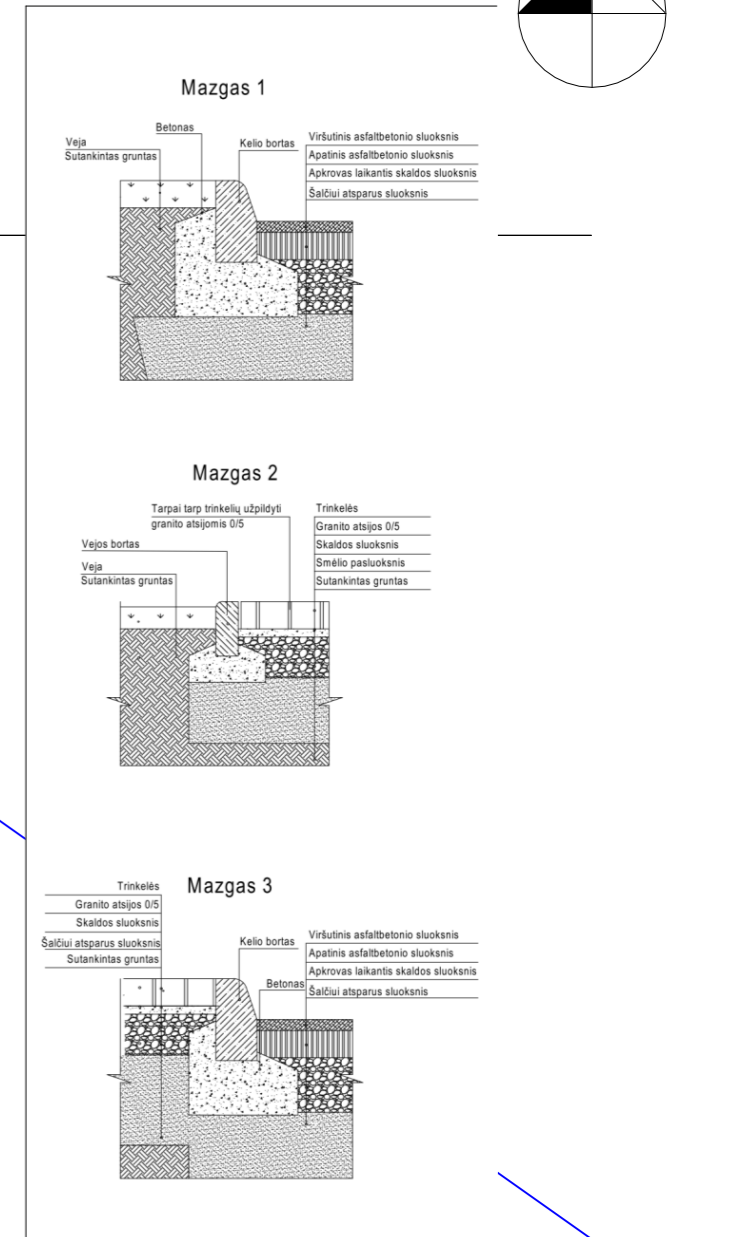 Mazgas 1
Betonas
Veja
Sutankintas gruntas
Kelio bortas
Viršutinis asfaltbetonio sluoksnis
Apatinis asfaltbetonio sluoksnis
Apkrovas laikantis skaldos sluoksnis
Šalčiui atsparus sluoksnis
Mazgas 2
Tarpai tarp trinkelių užpildyti
granito atsijomis 0/5
Vejos bortas
Veja
Sutankintas gruntas
Trinkelės
Granito atsijos 0/5
Skaldos sluoksnis
Smėlio pasluoksnis
Sutankintas gruntas
Mazgas 3
Trinkelės
Granito atsijos 0/5
Skaldos sluoksnis
Šalčiui atsparus sluoksnis
Sutankintas gruntas
Kelio bortas
Betonas
Viršutinis asfaltbetonio sluoksnis
Apatinis asfaltbetonio sluoksnis
Apkrovas laikantis skaldos sluoksnis
Šalčiui atsparus sluoksnis